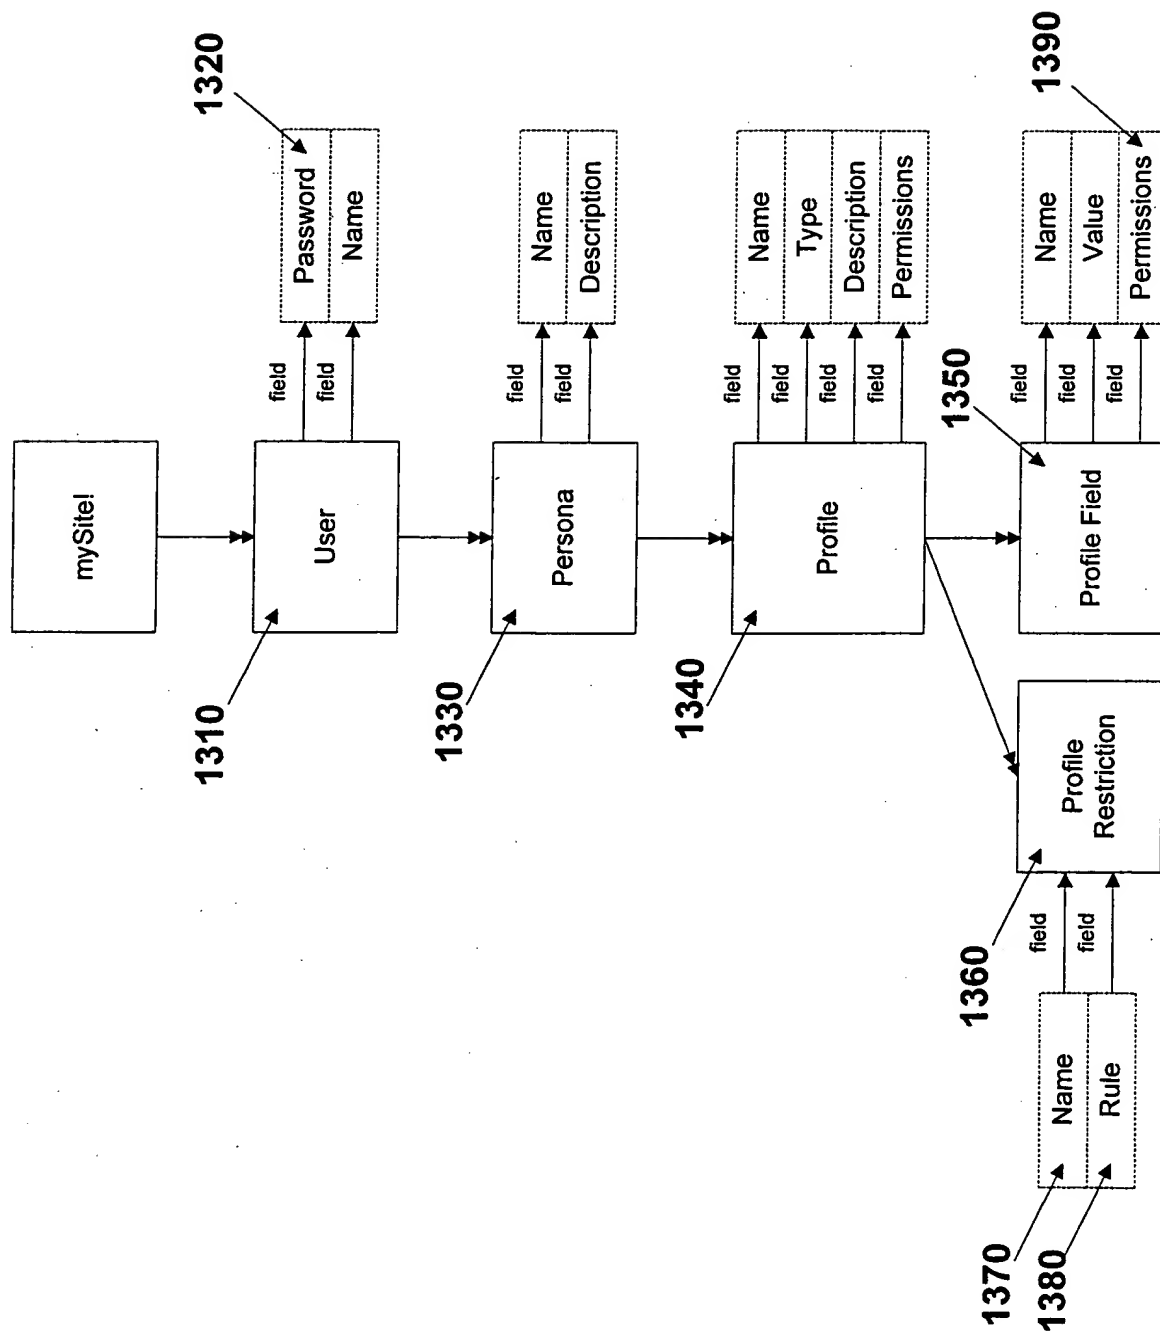 mySite!
1310
User
field
Password
1320
field
Name
1330
Persona
field
Name
field
Description
1340
Profile
field
Name
field
Type
field
Description
field
Permissions
1350
Profile Field
field
Name
field
Value
field
Permissions
1390
1360
Profile
Restriction
field
Name
1370
field
Rule
1380